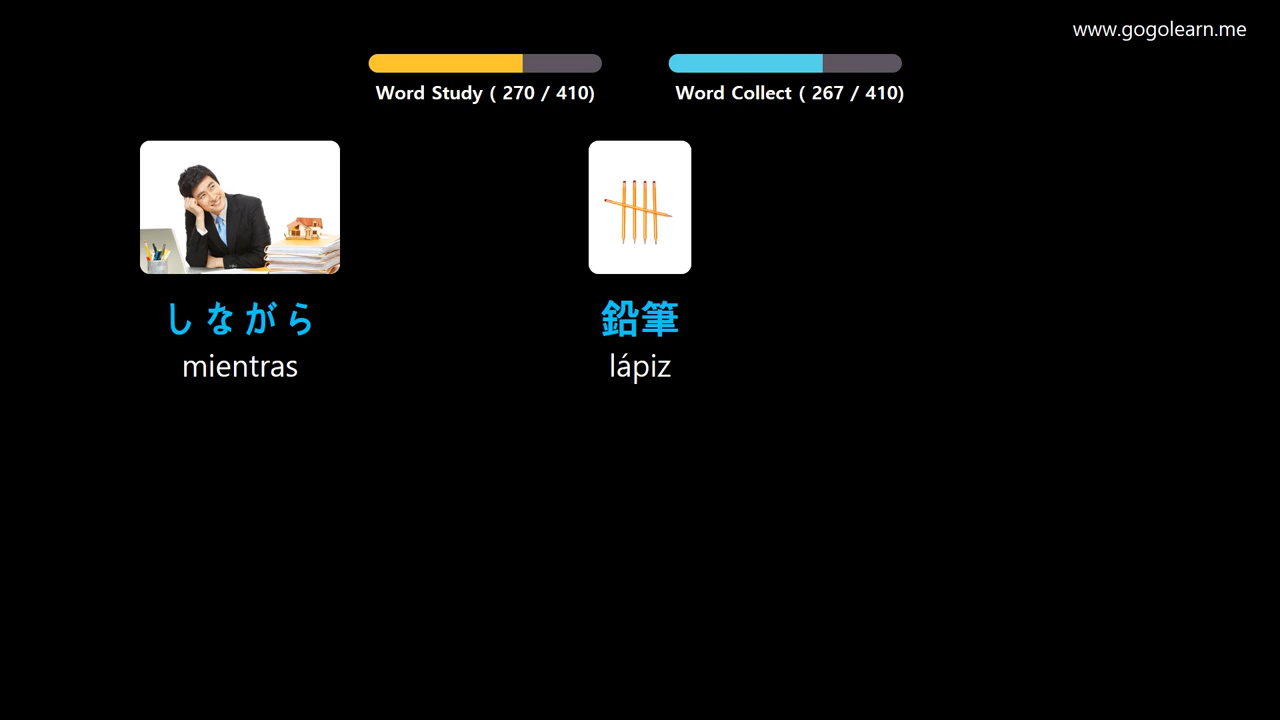 www.gogolearn.me
Word Study ( 270 / 410)
Word Collect ( 267 / 410)
しながら
鉛筆
mientras
lápiz